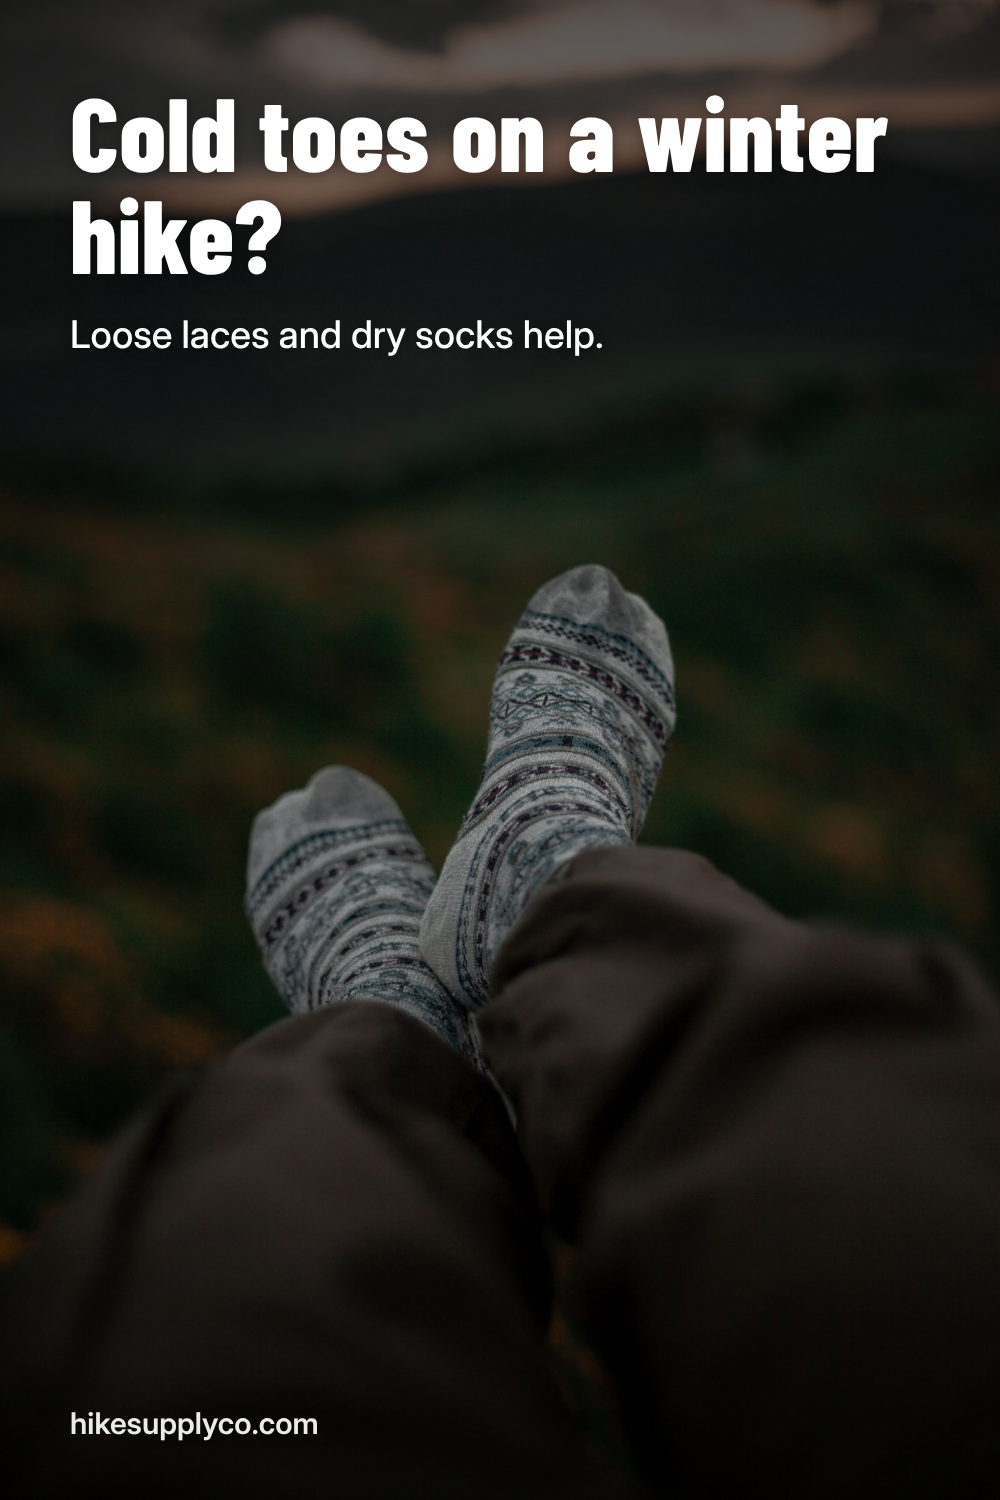 Cold toes on a winter
hike?
Loose laces and dry socks help.
hikesupplyco.com